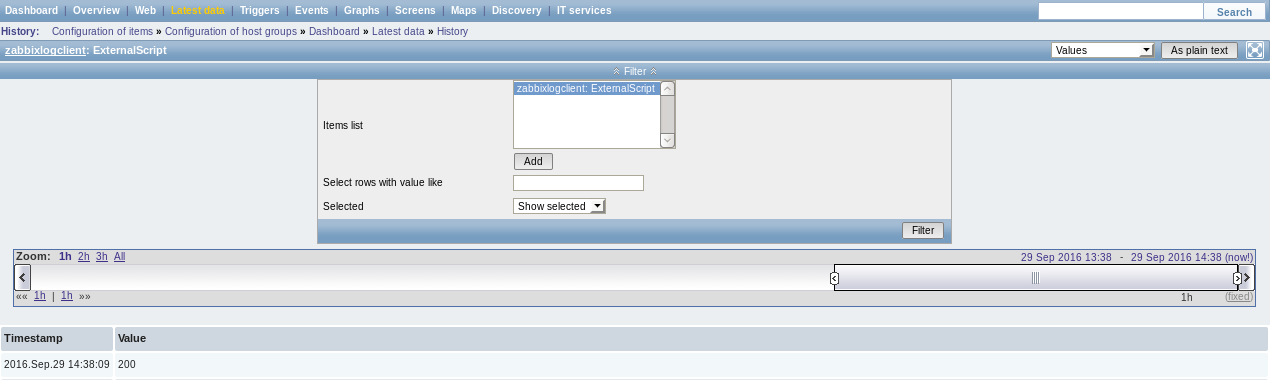 Dashboard | Overview | Web | Latest data | Triggers | Events | Graphs | Screens | Maps | Discovery | IT services Search
History: Configuration of items » Configuration of host groups » Dashboard » Latest data » History
zabbixlogclient: ExternalScript Values As plain text
Filter
zabbixlogclient: ExternalScript
Items list
Add
Select rows with value like
Selected Show selected
Filter
Zoom: 1h 2h 3h All 29 Sep 2016 13:38 - 29 Sep 2016 14:38 (now!)
«« 1h | 1h »» 1h (fixed)
Timestamp Value
2016.Sep.29 14:38:09 200